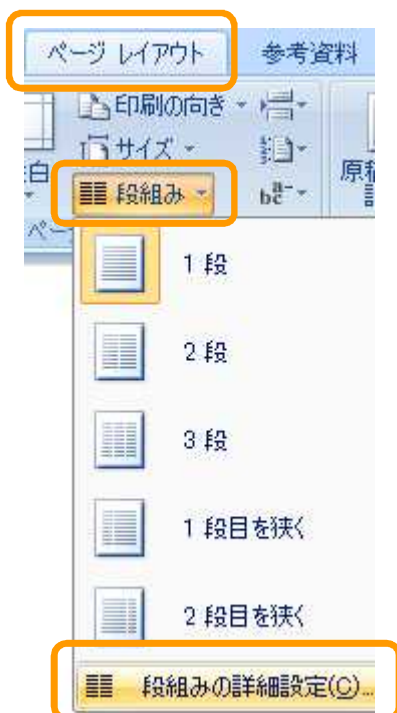 ページ レイアウト 参考資料
印刷の向き
サイズ
段組み
1 段
2 段
3 段
1 段目を狭く
2 段目を狭く
段組みの詳細設定(C)...